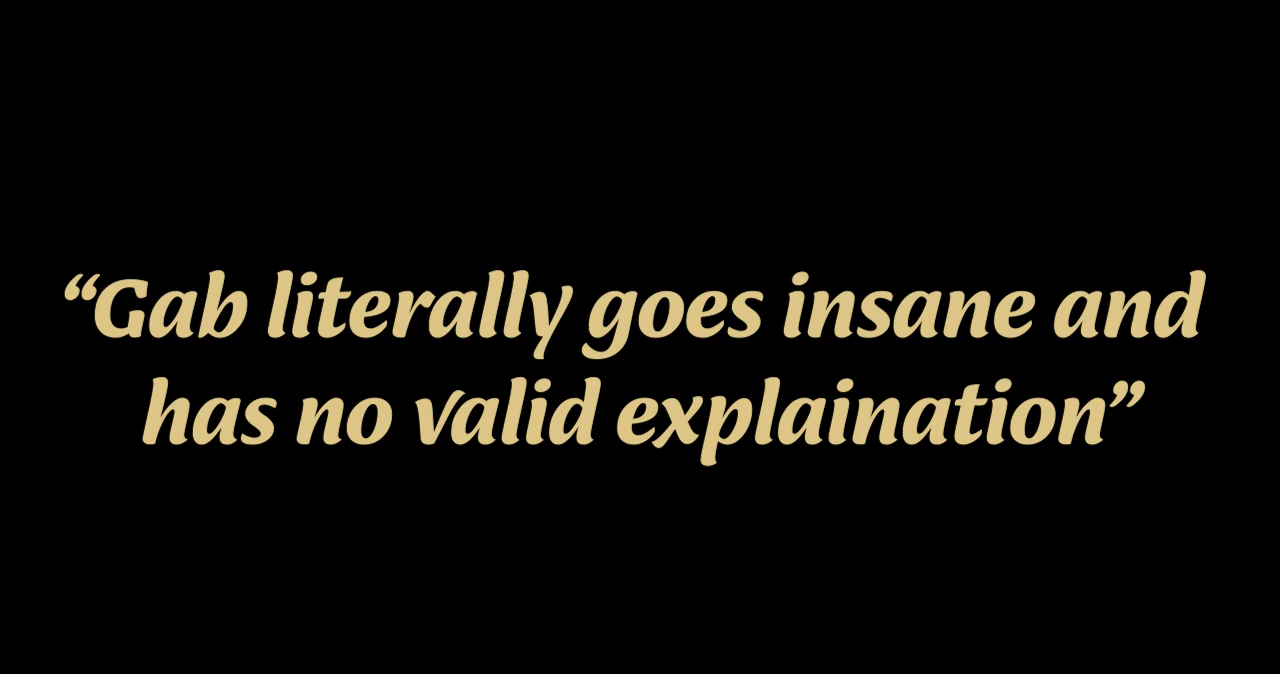 “Gab literally goes insane and
has no valid explaination”